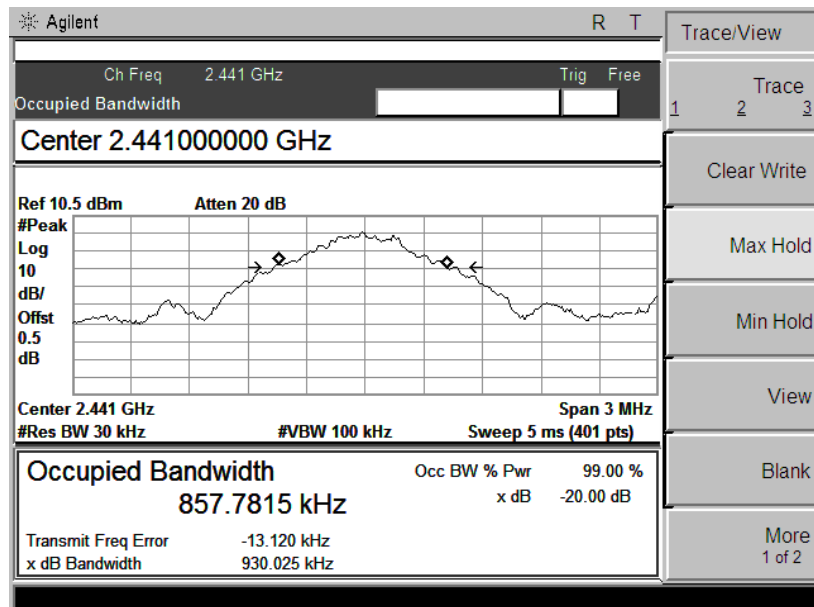 Agilent R T
Ch Freq 2.441 GHz Trig Free
Occupied Bandwidth
Center 2.441000000 GHz
Ref 10.5 dBm Atten 20 dB
#Peak
Log
10
dB/
Offst
0.5
dB
Center 2.441 GHz Span 3 MHz
#Res BW 30 kHz #VBW 100 kHz Sweep 5 ms (401 pts)
Occupied Bandwidth
857.7815 kHz
Occ BW % Pwr 99.00 %
x dB -20.00 dB
Transmit Freq Error -13.120 kHz
x dB Bandwidth 930.025 kHz
Trace/View
Trace
1 2 3
Clear Write
Max Hold
Min Hold
View
Blank
More
1 of 2